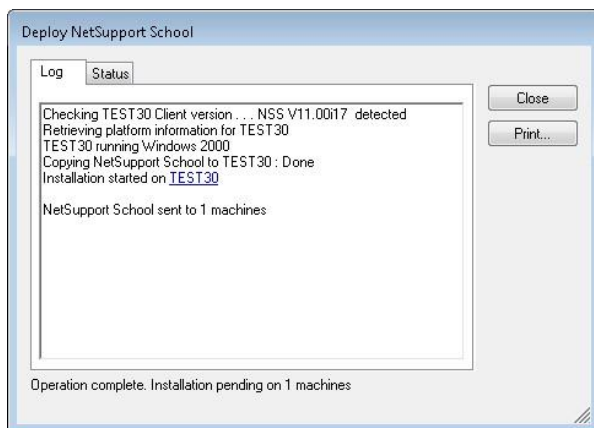 Deploy NetSupport School
Log
Status
Close
Print...
Checking TEST30 Client version . . . NSS V11.00i17 detected
Retrieving platform information for TEST30
TEST30 running Windows 2000
Copying NetSupport School to TEST30 : Done
Installation started on TEST30
NetSupport School sent to 1 machines
Operation complete. Installation pending on 1 machines